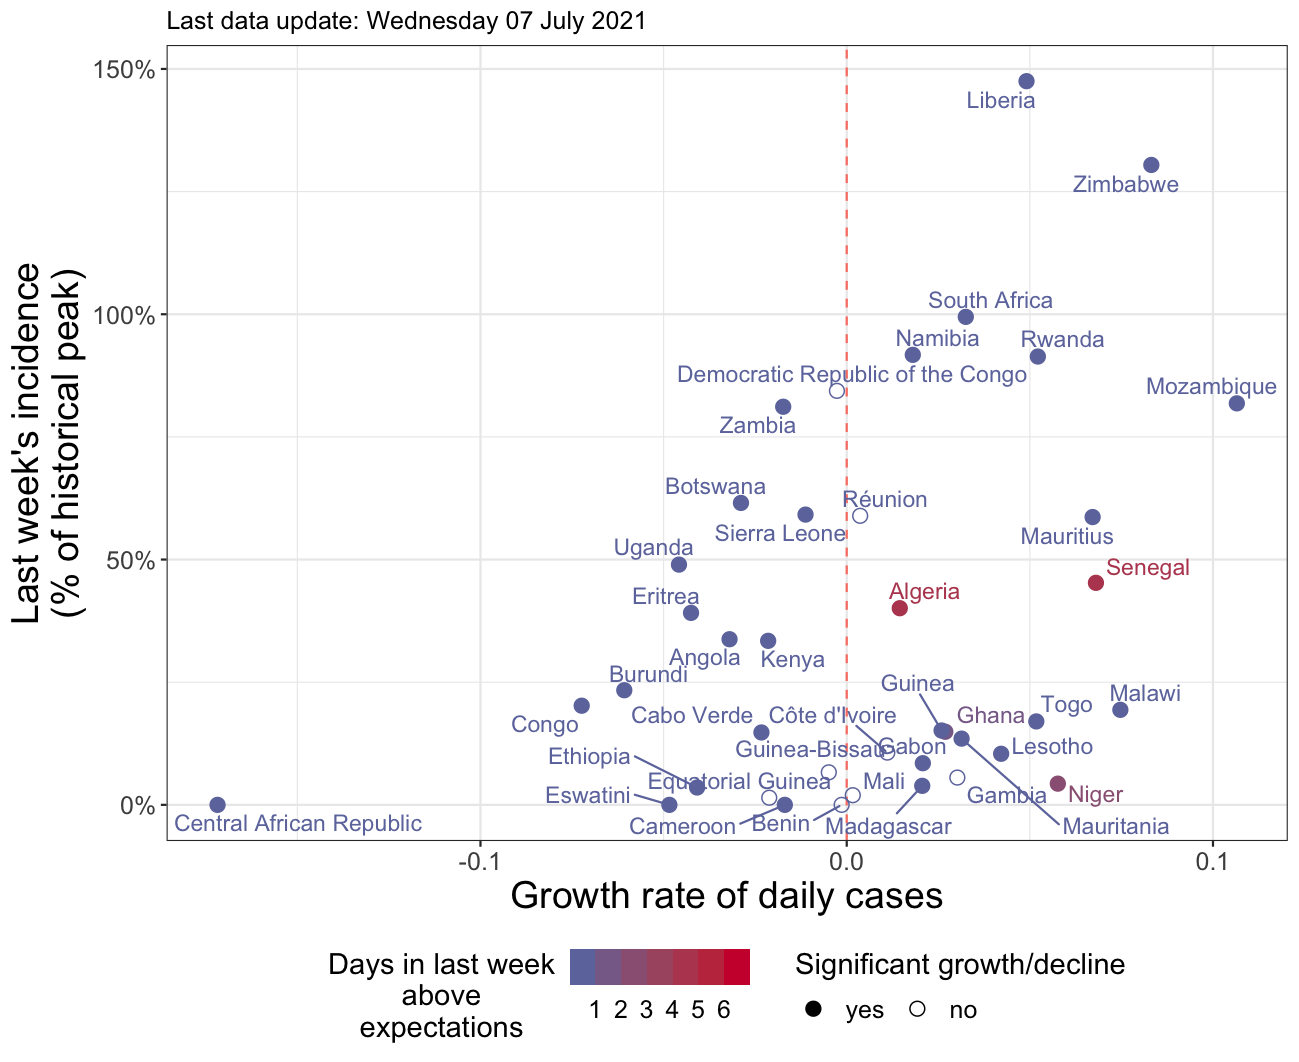 Last data update: Wednesday 07 July 2021
150%
Liberia
Zimbabwe
100%
South Africa
Namibia
Rwanda
Democratic Republic of the Congo
Mozambique
Zambia
Botswana
Réunion
Sierra Leone
Mauritius
Uganda
50%
Senegal
Eritrea
Algeria
Angola
Kenya
Burundi
Guinea
Malawi
Togo
Congo
Cabo Verde
Côte d'Ivoire
Ghana
Ethiopia
Guinea-Bissau
Gabon
Lesotho
Equatorial Guinea
Mali
Eswatini
Gambia
Niger
0%
Central African Republic
Cameroon
Benin
Madagascar
Mauritania
Last week's incidence
(% of historical peak)
-0.1
0.0
0.1
Growth rate of daily cases
Days in last week
above
expectations
1 2 3 4 5 6
Significant growth/decline
yes
no